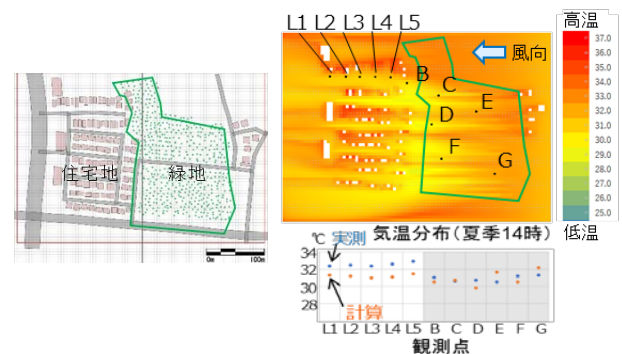 L1 L2 L3 L4 L5
高温
風向
B
C
D
E
F
G
37.0
36.0
35.0
34.0
33.0
32.0
31.0
30.0
29.0
28.0
27.0
26.0
25.0
低温
住宅地
緑地
0m 100m
気温分布(夏季14時)
℃
実測
34
32
30
28
計算
L1 L2 L3 L4 L5 B C D E F G
観測点